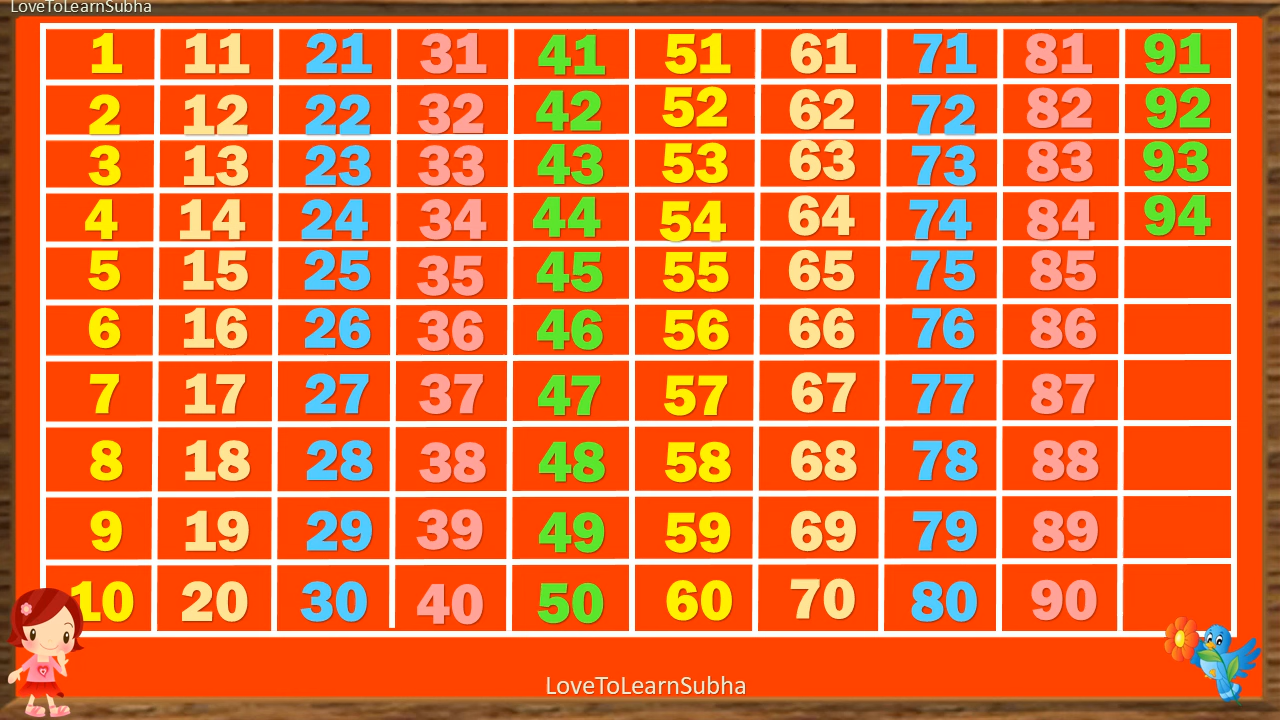 LoveToLearnSubha
1 11 21 31 41 51 61 71 81 91
2 12 22 32 42 52 62 72 82 92
3 13 23 33 43 53 63 73 83 93
4 14 24 34 44 54 64 74 84 94
5 15 25 35 45 55 65 75 85
6 16 26 36 46 56 66 76 86
7 17 27 37 47 57 67 77 87
8 18 28 38 48 58 68 78 88
9 19 29 39 49 59 69 79 89
10 20 30 40 50 60 70 80 90
LoveToLearnSubha